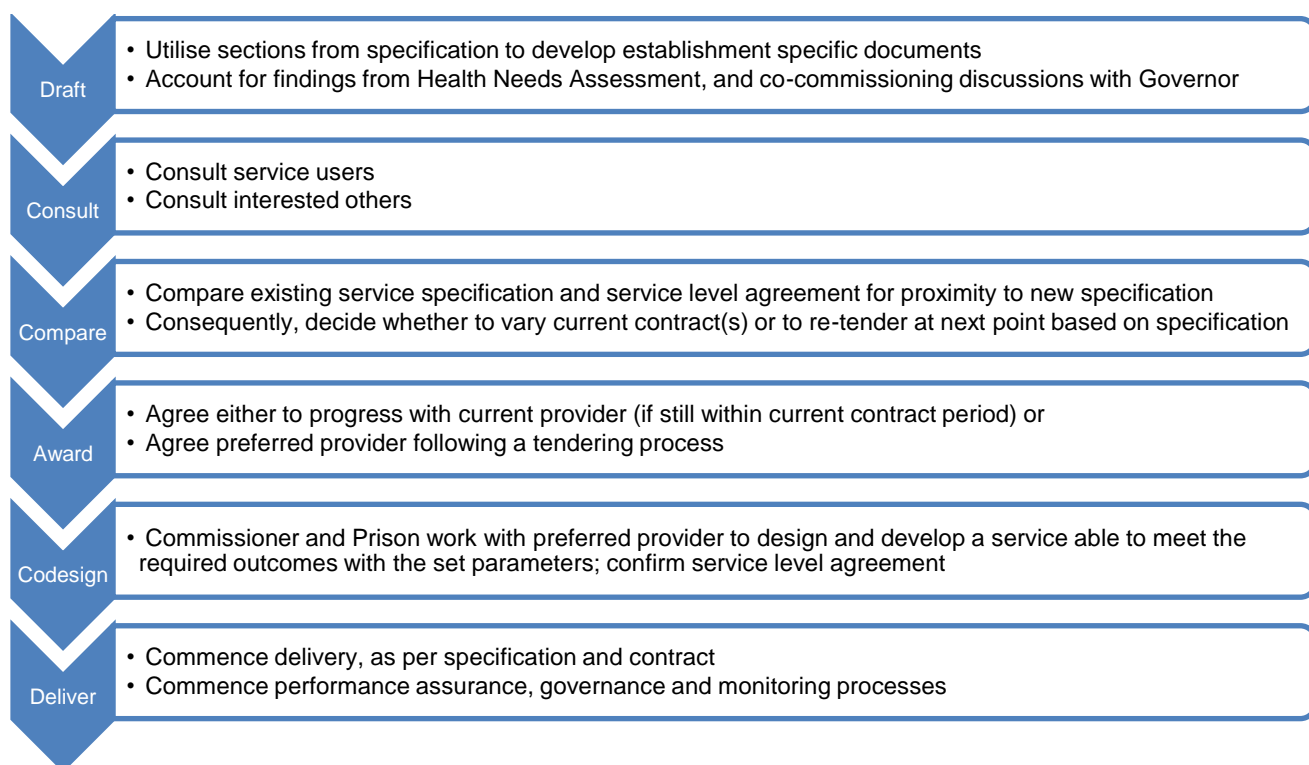 Draft
• Utilise sections from specification to develop establishment specific documents
• Account for findings from Health Needs Assessment, and co-commissioning discussions with Governor
Consult
• Consult service users
• Consult interested others
Compare
• Compare existing service specification and service level agreement for proximity to new specification
• Consequently, decide whether to vary current contract(s) or to re-tender at next point based on specification
Award
• Agree either to progress with current provider (if still within current contract period) or
• Agree preferred provider following a tendering process
Codesign
• Commissioner and Prison work with preferred provider to design and develop a service able to meet the
required outcomes with the set parameters; confirm service level agreement
Deliver
• Commence delivery, as per specification and contract
• Commence performance assurance, governance and monitoring processes